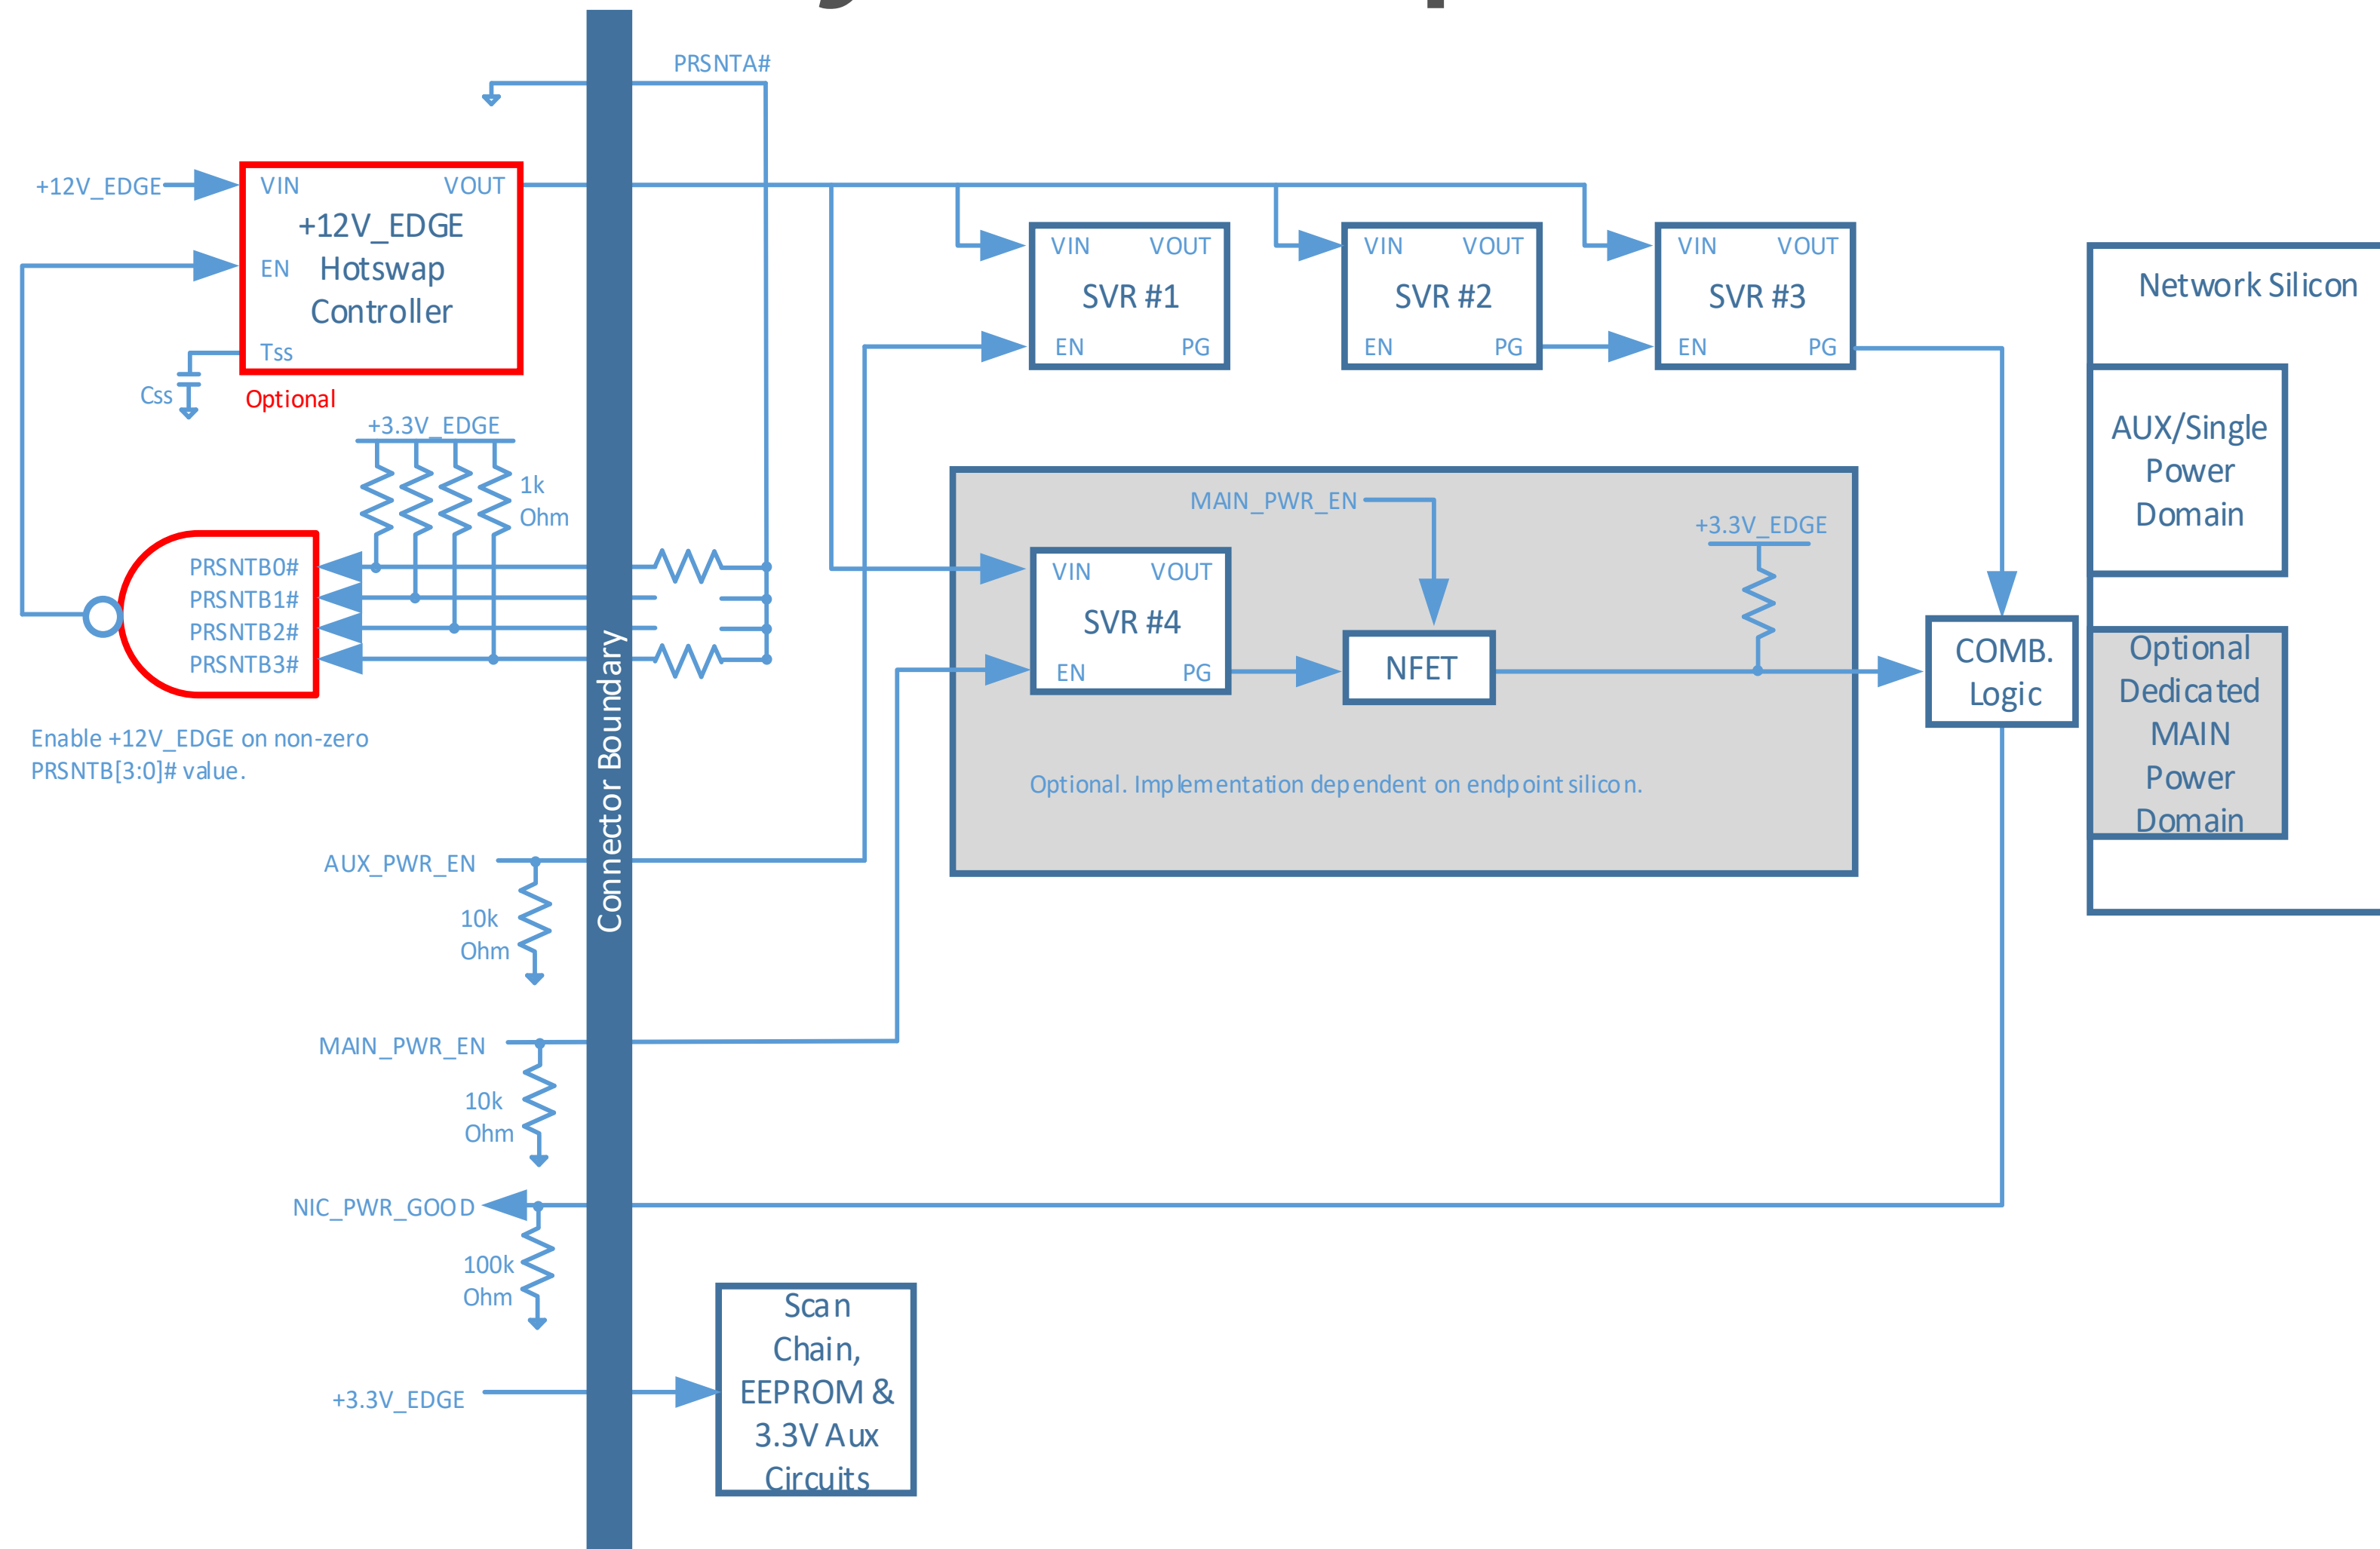 PRSNTA#
+12V_EDGE
VIN VOUT
+12V_EDGE
Hotswap
Controller
EN
Tss
Css
Optional
+3.3V_EDGE
1k
Ohm
PRSNTB0#
PRSNTB1#
PRSNTB2#
PRSNTB3#
Enable +12V_EDGE on non-zero
PRSNTB[3:0]# value.
Connector Boundary
VIN VOUT
SVR #1
EN PG
VIN VOUT
SVR #2
EN PG
VIN VOUT
SVR #3
EN PG
MAIN_PWR_EN
+3.3V_EDGE
VIN VOUT
SVR #4
EN PG
NFET
Optional. Implementation dependent on endpoint silicon.
COMB.
Logic
Network Silicon
AUX/Single
Power
Domain
Optional
Dedicated
MAIN
Power
Domain
AUX_PWR_EN
10k
Ohm
MAIN_PWR_EN
10k
Ohm
NIC_PWR_GOOD
100k
Ohm
+3.3V_EDGE
Scan
Chain,
EEPROM &
3.3V Aux
Circuits